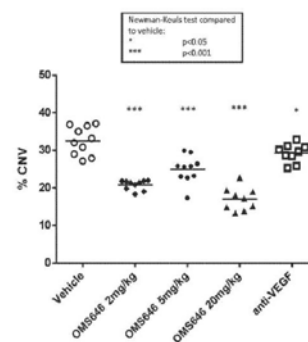 Newman-Keuls test compared
to vehicle:
* p<0.05
*** p<0.001
50
40
30
20
10
0
% CNV
*** *** *** *
Vehicle
OMS646 2mg/kg
OMS646 5mg/kg
OMS646 20mg/kg
anti-VEGF